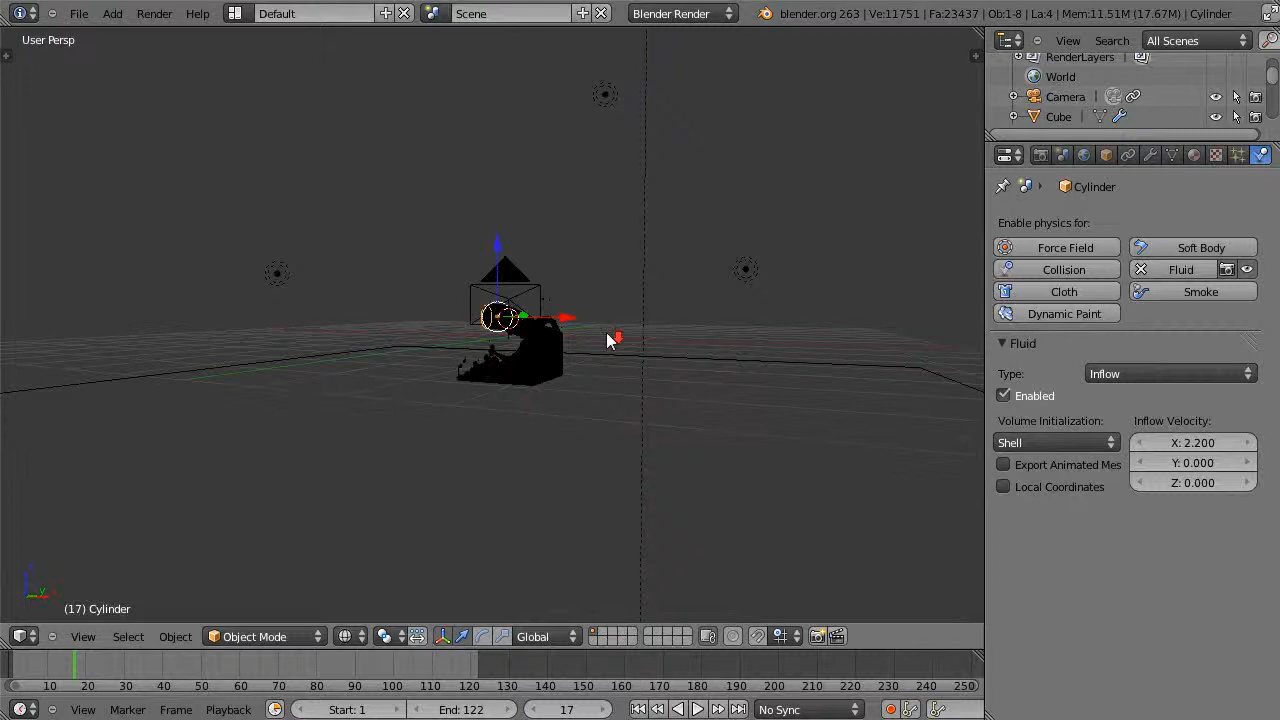 File Add Render Help Default Scene Blender Render blender.org 263 | Ve:11751 | Fa:23437 | Ob:1-8 | La:4 | Mem:11.51M (17.67M) | Cylinder
User Persp
View Search All Scenes
RenderLayers
World
Camera
Cube
Cylinder
Enable physics for:
Force Field Soft Body
Collision Fluid
Cloth Smoke
Dynamic Paint
Fluid
Type: Inflow
Enabled
Volume Initialization: Inflow Velocity:
Shell X: 2.200
Export Animated Mes Y: 0.000
Local Coordinates Z: 0.000
(17) Cylinder
View Select Object Object Mode Global
10 20 30 40 50 60 70 80 90 100 110 120 130 140 150 160 170 180 190 200 210 220 230 240 250
View Marker Frame Playback Start: 1 End: 122 17 No Sync